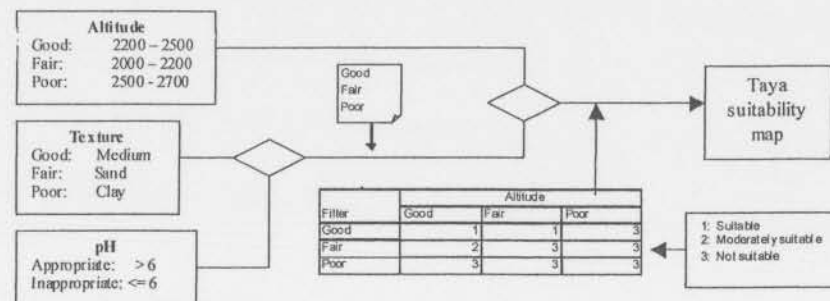 Altitude
Good: 2200 – 2500
Fair: 2000 – 2200
Poor: 2500 - 2700
Texture
Good: Medium
Fair: Sand
Poor: Clay
pH
Appropriate: > 6
Inappropriate: <= 6
Good
Fair
Poor
Taya
suitability
map
Altitude
Filter Good Fair Poor
Good 1 1 3
Fair 2 3 3
Poor 3 3 3
1: Suitable
2: Moderately suitable
3: Not suitable